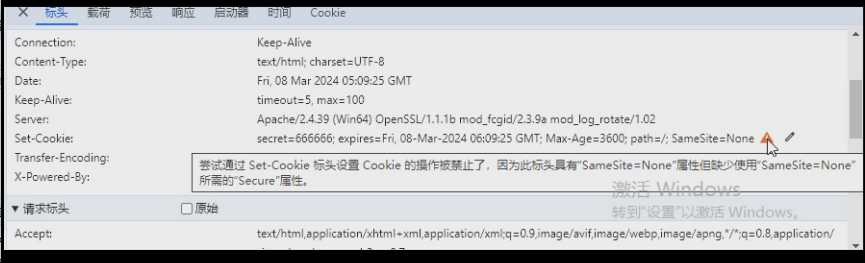 标头 载荷 预览 响应 启动器 时间 Cookie
Connection: Keep-Alive
Content-Type: text/html; charset=UTF-8
Date: Fri, 08 Mar 2024 05:09:25 GMT
Keep-Alive: timeout=5, max=100
Server: Apache/2.4.39 (Win64) OpenSSL/1.1.1b mod_fcgid/2.3.9a mod_log_rotate/1.02
Set-Cookie: secret=666666; expires=Fri, 08-Mar-2024 06:09:25 GMT; Max-Age=3600; path=/; SameSite=None
Transfer-Encoding:
尝试通过 Set-Cookie 标头设置 Cookie 的操作被禁止了，因为此标头具有“SameSite=None”属性但缺少使用“SameSite=None”
X-Powered-By:
所需的“Secure”属性。
激活 Windows
转到“设置”以激活 Windows。
请求标头 原始
Accept: text/html,application/xhtml+xml,application/xml;q=0.9,image/avif,image/webp,image/apng,*/*;q=0.8,application/